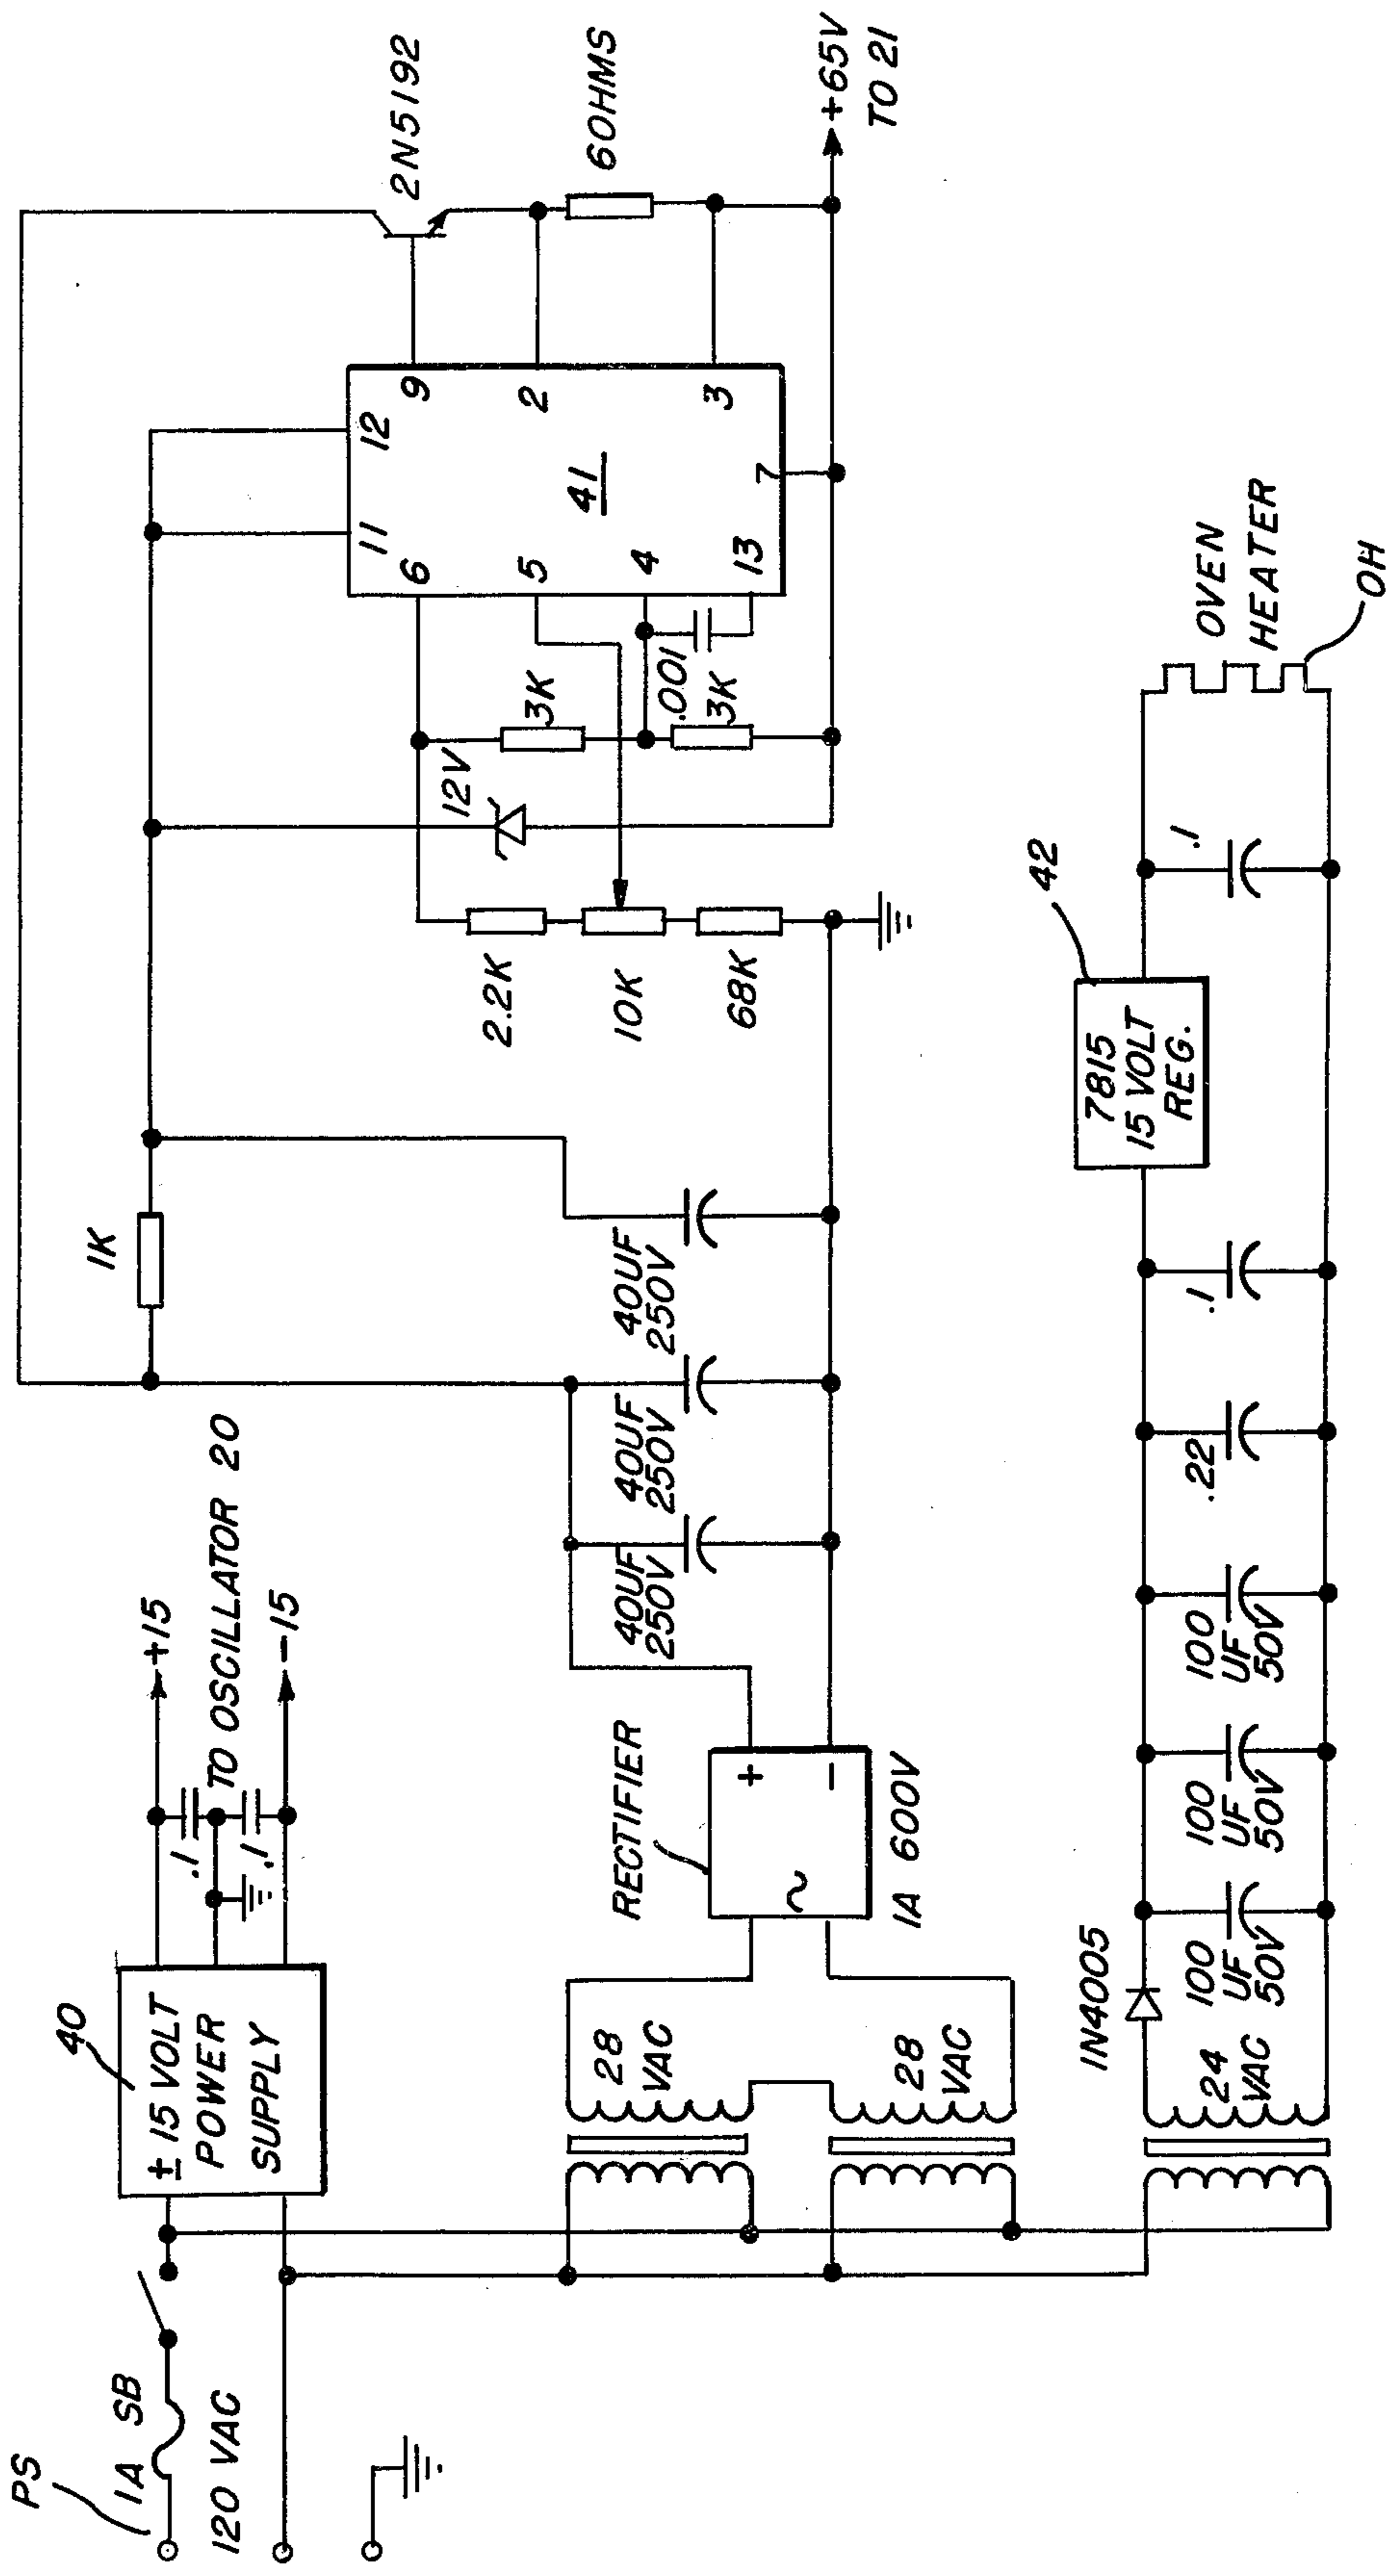 PS
1A SB
120 VAC
40
± 15 VOLT
POWER
SUPPLY
+15
.1
TO OSCILLATOR 20
.1
-15
28
VAC
28
VAC
RECTIFIER
+
~
-
1A 600V
40UF
250V
40UF
250V
40UF
250V
1K
2.2K
10K
68K
12V
3K
.001
3K
11
12
6
9
5
41
2
4
13
7
3
2N5192
6OHMS
+65V
TO 21
24
VAC
1N4005
100
UF
50V
100
UF
50V
100
UF
50V
.22
.1
42
7815
15 VOLT
REG.
.1
OVEN
HEATER
OH